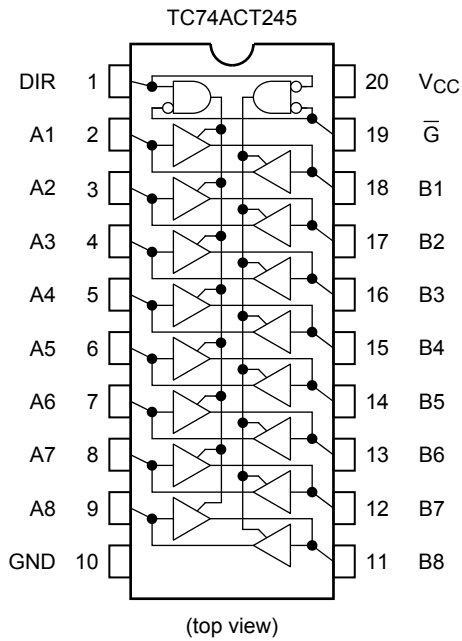 TC74ACT245
DIR 1 20 VCC
A1 2 19 G̅
A2 3 18 B1
A3 4 17 B2
A4 5 16 B3
A5 6 15 B4
A6 7 14 B5
A7 8 13 B6
A8 9 12 B7
GND 10 11 B8
(top view)